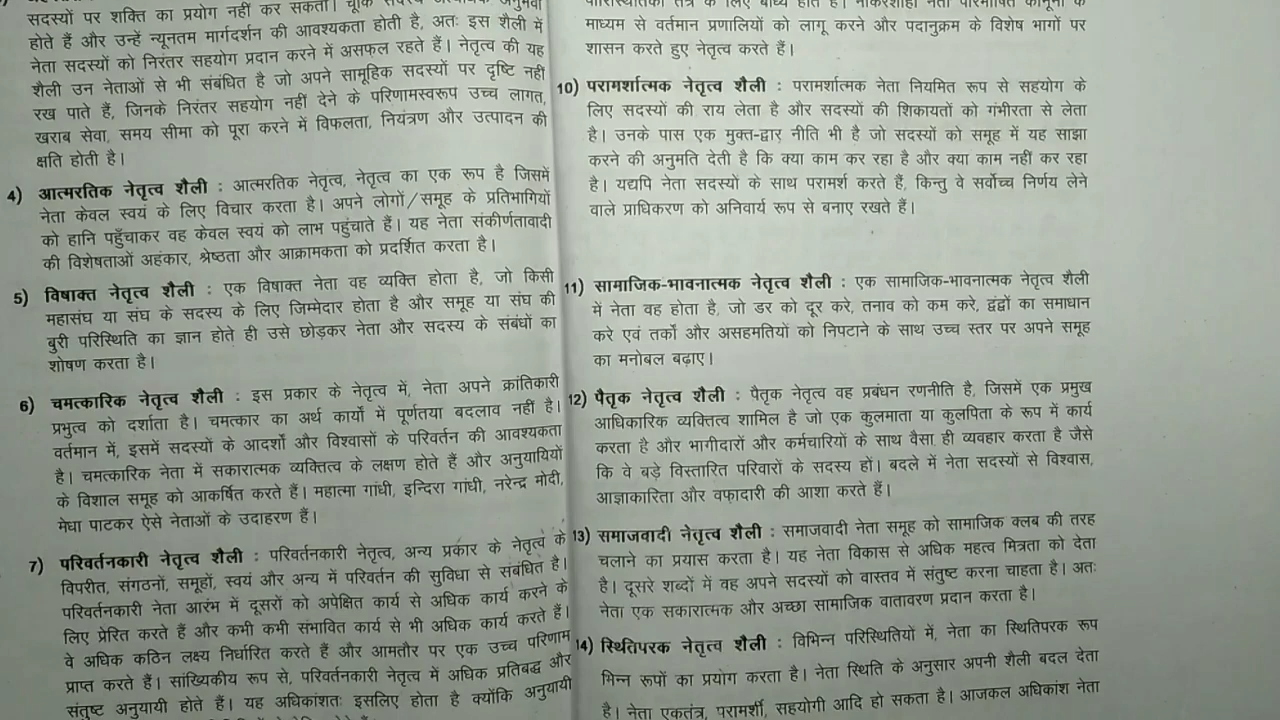 सदस्यों पर शक्ति का प्रयोग नहीं कर सकता। चूंकि सदस्य
होते हैं और उन्हें न्यूनतम मार्गदर्शन की आवश्यकता होती है, अतः इस शैली में
नेता सदस्यों को निरंतर सहयोग प्रदान करने में असफल रहते हैं। नेतृत्व की यह
शैली उन नेताओं से भी संबंधित है जो अपने सामूहिक सदस्यों पर दृष्टि नहीं
रख पाते हैं, जिनके निरंतर सहयोग नहीं देने के परिणामस्वरूप उच्च लागत,
खराब सेवा, समय सीमा को पूरा करने में विफलता, नियंत्रण और उत्पादन की
क्षति होती है।
4) आत्मरतिक नेतृत्व शैली : आत्मरतिक नेतृत्व, नेतृत्व का एक रूप है जिसमें
नेता केवल स्वयं के लिए विचार करता है। अपने लोगों/समूह के प्रतिभागियों
को हानि पहुँचाकर वह केवल स्वयं को लाभ पहुंचाते हैं। यह नेता संकीर्णतावादी
की विशेषताओं अहंकार, श्रेष्ठता और आक्रामकता को प्रदर्शित करता है।
5) विषाक्त नेतृत्व शैली : एक विषाक्त नेता वह व्यक्ति होता है, जो किसी
महासंघ या संघ के सदस्य के लिए जिम्मेदार होता है और समूह या संघ की
बुरी परिस्थिति का ज्ञान होते ही उसे छोड़कर नेता और सदस्य के संबंधों का
शोषण करता है।
6) चमत्कारिक नेतृत्व शैली : इस प्रकार के नेतृत्व में, नेता अपने क्रांतिकारी
प्रभुत्व को दर्शाता है। चमत्कार का अर्थ कार्यो में पूर्णतया बदलाव नहीं है।
वर्तमान में, इसमें सदस्यों के आदर्शों और विश्वासों के परिवर्तन की आवश्यकता
है। चमत्कारिक नेता में सकारात्मक व्यक्तित्व के लक्षण होते हैं और अनुयायियों
के विशाल समूह को आकर्षित करते हैं। महात्मा गांधी, इन्दिरा गांधी, नरेन्द्र मोदी,
मेधा पाटकर ऐसे नेताओं के उदाहरण हैं।
7) परिवर्तनकारी नेतृत्व शैली : परिवर्तनकारी नेतृत्व, अन्य प्रकार के नेतृत्व के
विपरीत, संगठनों, समूहों, स्वयं और अन्य में परिवर्तन की सुविधा से संबंधित है।
परिवर्तनकारी नेता आरंभ में दूसरों को अपेक्षित कार्य से अधिक कार्य करने के
लिए प्रेरित करते हैं और कभी कभी संभावित कार्य से भी अधिक कार्य करते हैं।
वे अधिक कठिन लक्ष्य निर्धारित करते हैं और आमतौर पर एक उच्च परिणाम
प्राप्त करते हैं। सांख्यिकीय रूप से, परिवर्तनकारी नेतृत्व में अधिक प्रतिबद्ध और
संतुष्ट अनुयायी होते हैं। यह अधिकांशतः इसलिए होता है क्योंकि अनुयायी
माध्यम से वर्तमान प्रणालियों को लागू करने और पदानुक्रम के विशेष भागों पर
शासन करते हुए नेतृत्व करते हैं।
10) परामर्शात्मक नेतृत्व शैली : परामर्शात्मक नेता नियमित रूप से सहयोग के
लिए सदस्यों की राय लेता है और सदस्यों की शिकायतों को गंभीरता से लेता
है। उनके पास एक मुक्त-द्वार नीति भी है जो सदस्यों को समूह में यह साझा
करने की अनुमति देती है कि क्या काम कर रहा है और क्या काम नहीं कर रहा
है। यद्यपि नेता सदस्यों के साथ परामर्श करते हैं, किन्तु वे सर्वोच्च निर्णय लेने
वाले प्राधिकरण को अनिवार्य रूप से बनाए रखते हैं।
11) सामाजिक-भावनात्मक नेतृत्व शैली : एक सामाजिक-भावनात्मक नेतृत्व शैली
में नेता वह होता है, जो डर को दूर करे, तनाव को कम करे, द्वंद्वों का समाधान
करे एवं तर्कों और असहमतियों को निपटाने के साथ उच्च स्तर पर अपने समूह
का मनोबल बढ़ाए।
12) पैतृक नेतृत्व शैली : पैतृक नेतृत्व वह प्रबंधन रणनीति है, जिसमें एक प्रमुख
आधिकारिक व्यक्तित्व शामिल है जो एक कुलमाता या कुलपिता के रूप में कार्य
करता है और भागीदारों और कर्मचारियों के साथ वैसा ही व्यवहार करता है जैसे
कि वे बड़े विस्तारित परिवारों के सदस्य हों। बदले में नेता सदस्यों से विश्वास,
आज्ञाकारिता और वफ़ादारी की आशा करते हैं।
13) समाजवादी नेतृत्व शैली : समाजवादी नेता समूह को सामाजिक क्लब की तरह
चलाने का प्रयास करता है। यह नेता विकास से अधिक महत्व मित्रता को देता
है। दूसरे शब्दों में वह अपने सदस्यों को वास्तव में संतुष्ट करना चाहता है। अतः
नेता एक सकारात्मक और अच्छा सामाजिक वातावरण प्रदान करता है।
14) स्थितिपरक नेतृत्व शैली : विभिन्न परिस्थितियों में, नेता का स्थितिपरक रूप
भिन्न रूपों का प्रयोग करता है। नेता स्थिति के अनुसार अपनी शैली बदल देता
है। नेता एकतंत्र, परामर्शी, सहयोगी आदि हो सकता है। आजकल अधिकांश नेता